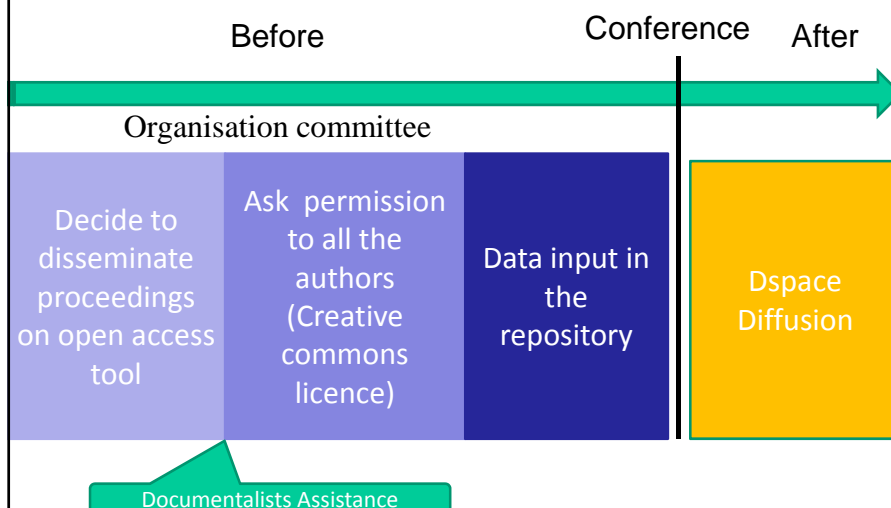 Before
Conference
After
Organisation committee
Decide to
disseminate
proceedings
on open access
tool
Ask permission
to all the
authors
(Creative
commons
licence)
Data input in
the
repository
Dspace
Diffusion
Documentalists Assistance